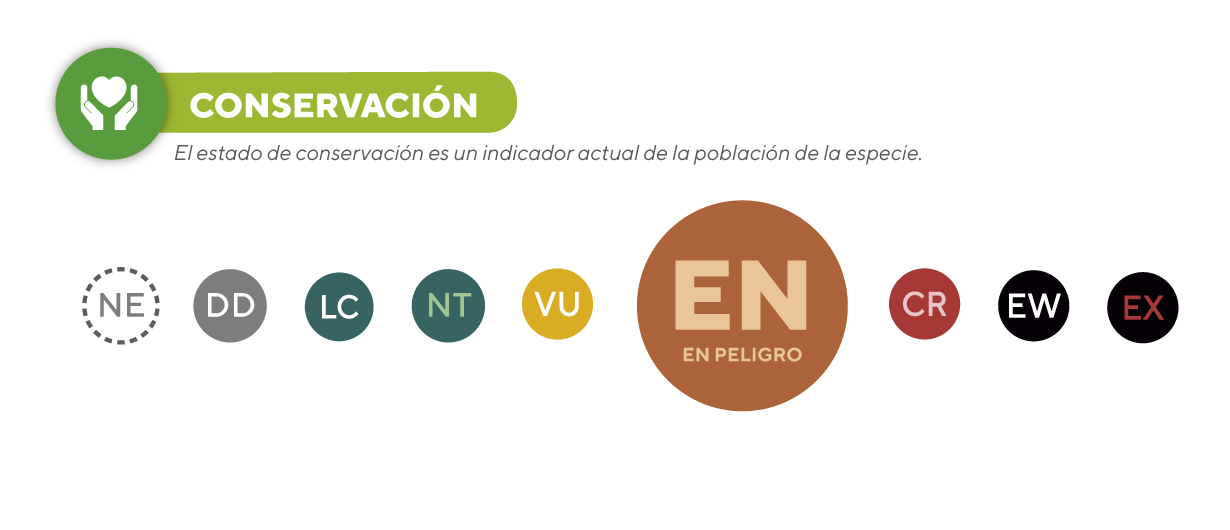 CONSERVACIÓN
El estado de conservación es un indicador actual de la población de la especie.
NE DD LC NT VU EN CR EW EX
EN PELIGRO